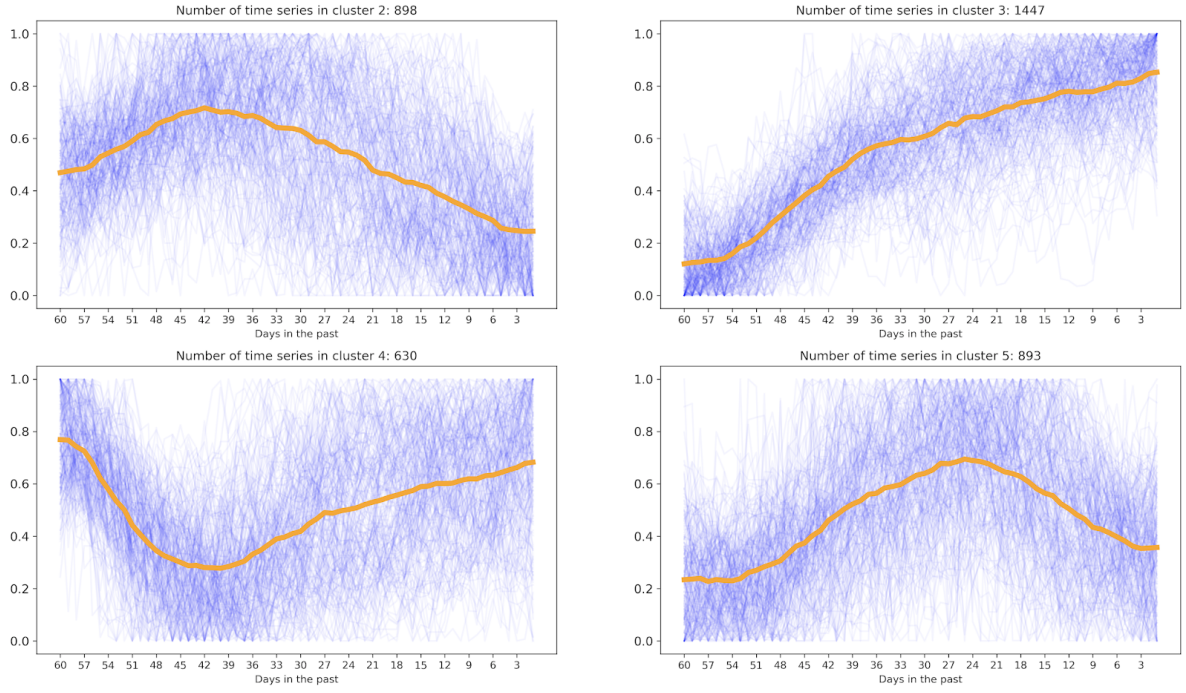 Number of time series in cluster 2: 898
1.0
0.8
0.6
0.4
0.2
0.0
60 57 54 51 48 45 42 39 36 33 30 27 24 21 18 15 12 9 6 3
Days in the past
Number of time series in cluster 3: 1447
1.0
0.8
0.6
0.4
0.2
0.0
60 57 54 51 48 45 42 39 36 33 30 27 24 21 18 15 12 9 6 3
Days in the past
Number of time series in cluster 4: 630
1.0
0.8
0.6
0.4
0.2
0.0
60 57 54 51 48 45 42 39 36 33 30 27 24 21 18 15 12 9 6 3
Days in the past
Number of time series in cluster 5: 893
1.0
0.8
0.6
0.4
0.2
0.0
60 57 54 51 48 45 42 39 36 33 30 27 24 21 18 15 12 9 6 3
Days in the past